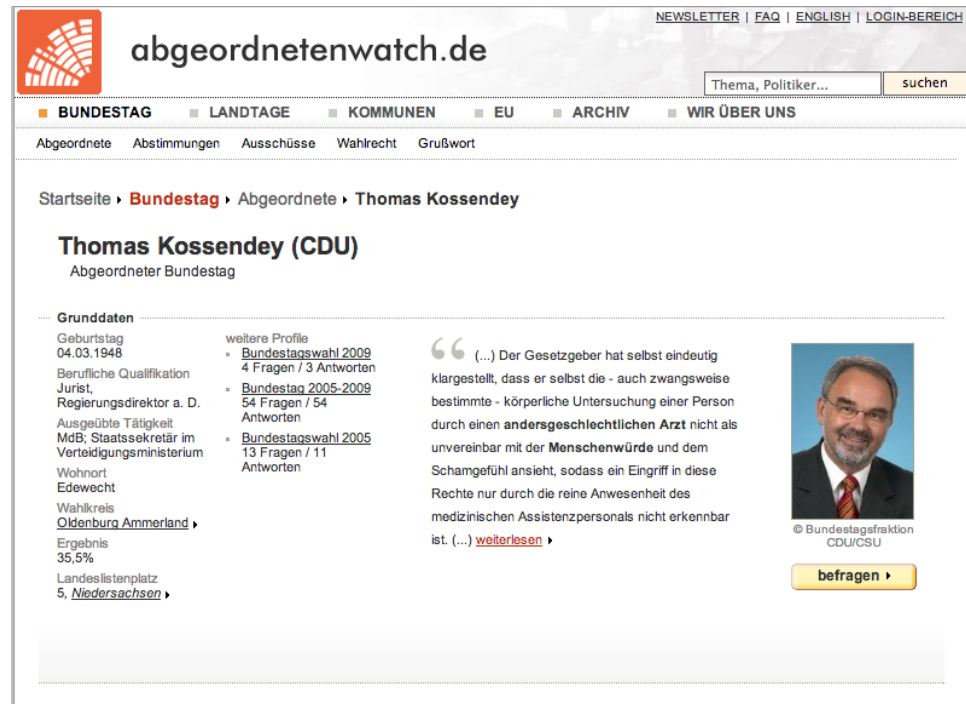 NEWSLETTER | FAQ | ENGLISH | LOGIN-BEREICH
abgeordnetenwatch.de
Thema, Politiker... suchen
BUNDESTAG LANDTAGE KOMMUNEN EU ARCHIV WIR ÜBER UNS
Abgeordnete Abstimmungen Ausschüsse Wahlrecht Grußwort
Startseite Bundestag Abgeordnete Thomas Kossendey
Thomas Kossendey (CDU)
Abgeordneter Bundestag
Grunddaten
Geburtstag
04.03.1948
Berufliche Qualifikation
Jurist,
Regierungsdirektor a. D.
Ausgeübte Tätigkeit
MdB; Staatssekretär im
Verteidigungsministerium
Wohnort
Edewecht
Wahlkreis
Oldenburg Ammerland
Ergebnis
35,5%
Landeslistenplatz
5, Niedersachsen
weitere Profile
Bundestagswahl 2009
4 Fragen / 3 Antworten
Bundestag 2005-2009
54 Fragen / 54
Antworten
Bundestagswahl 2005
13 Fragen / 11
Antworten
“ (...) Der Gesetzgeber hat selbst eindeutig
klargestellt, dass er selbst die - auch zwangsweise
bestimmte - körperliche Untersuchung einer Person
durch einen andersgeschlechtlichen Arzt nicht als
unvereinbar mit der Menschenwürde und dem
Schamgefühl ansieht, sodass ein Eingriff in diese
Rechte nur durch die reine Anwesenheit des
medizinischen Assistenzpersonals nicht erkennbar
ist. (...) weiterlesen
© Bundestagsfraktion
CDU/CSU
befragen